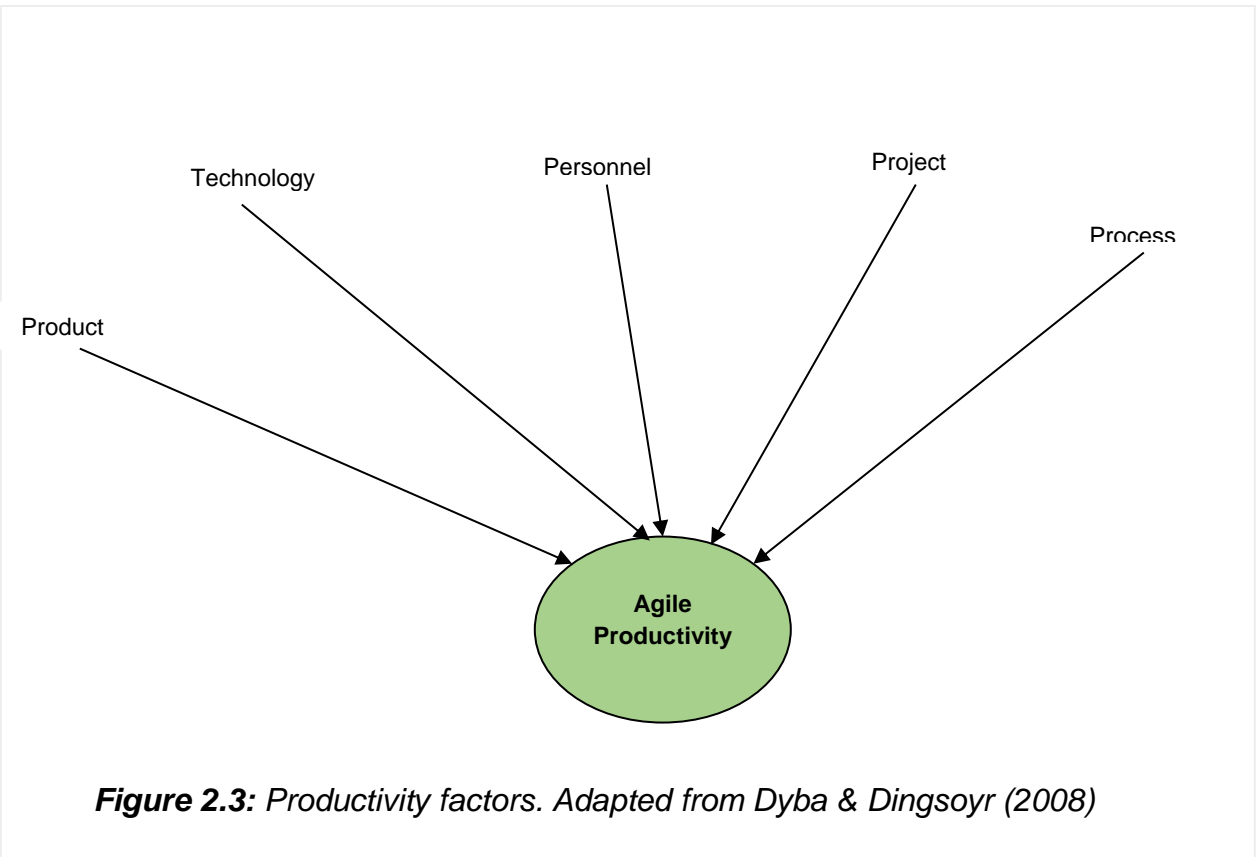 Technology
Personnel
Project
Process
Product
Agile
Productivity
Figure 2.3: Productivity factors. Adapted from Dyba & Dingsoyr (2008)